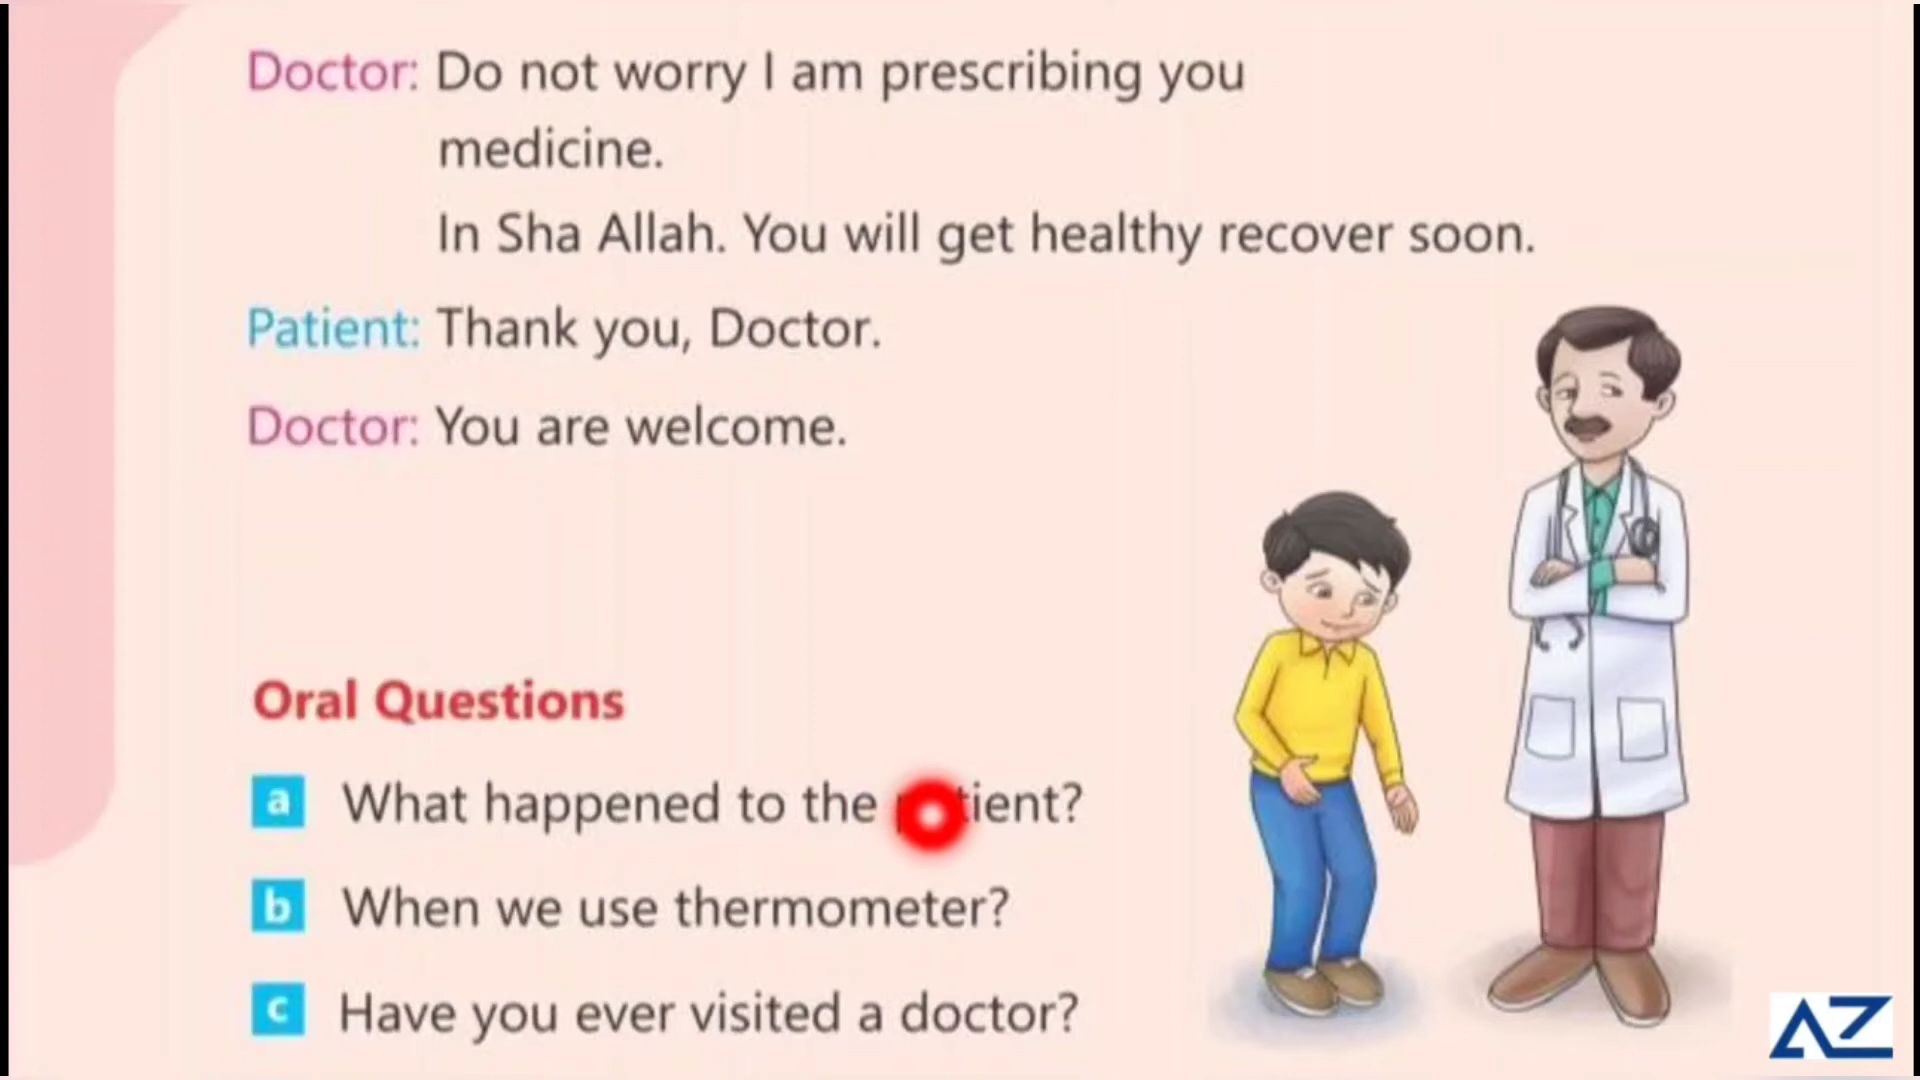 Doctor: Do not worry I am prescribing you
medicine.
In Sha Allah. You will get healthy recover soon.
Patient: Thank you, Doctor.
Doctor: You are welcome.
Oral Questions
a What happened to the tient?
b When we use thermometer?
c Have you ever visited a doctor?
AZ